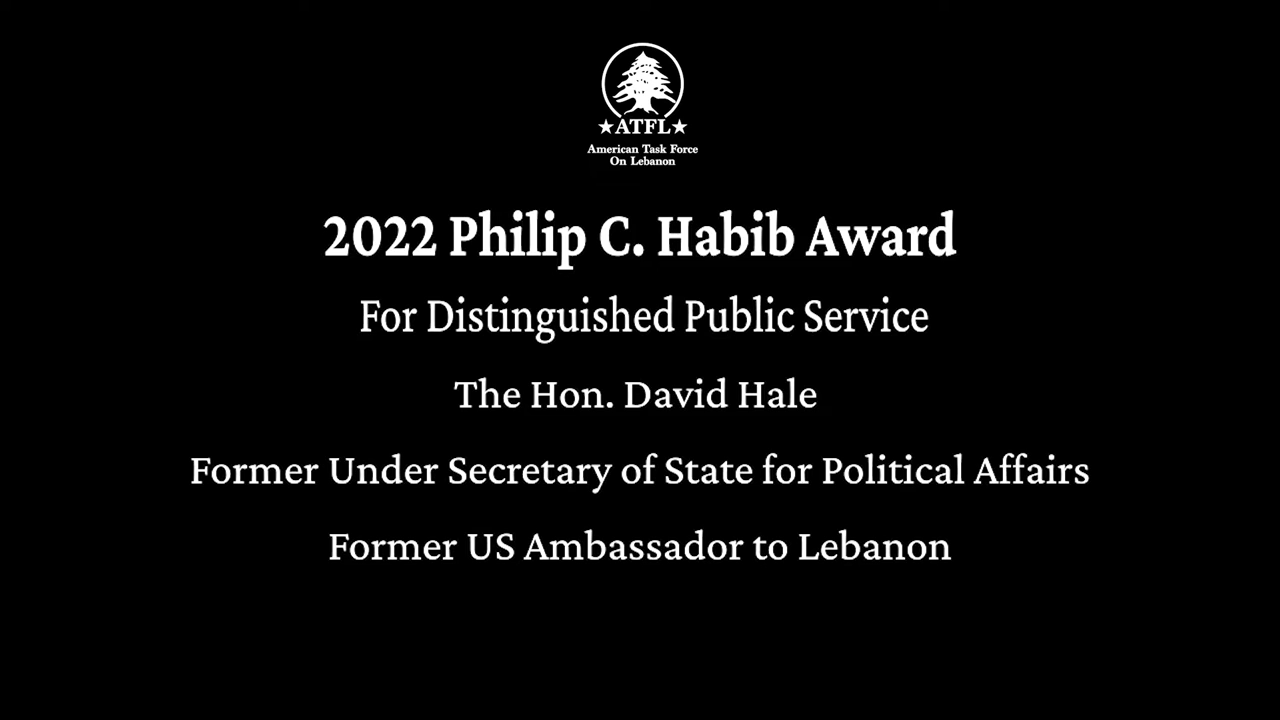 ★ATFL★
American Task Force
On Lebanon
2022 Philip C. Habib Award
For Distinguished Public Service
The Hon. David Hale
Former Under Secretary of State for Political Affairs
Former US Ambassador to Lebanon